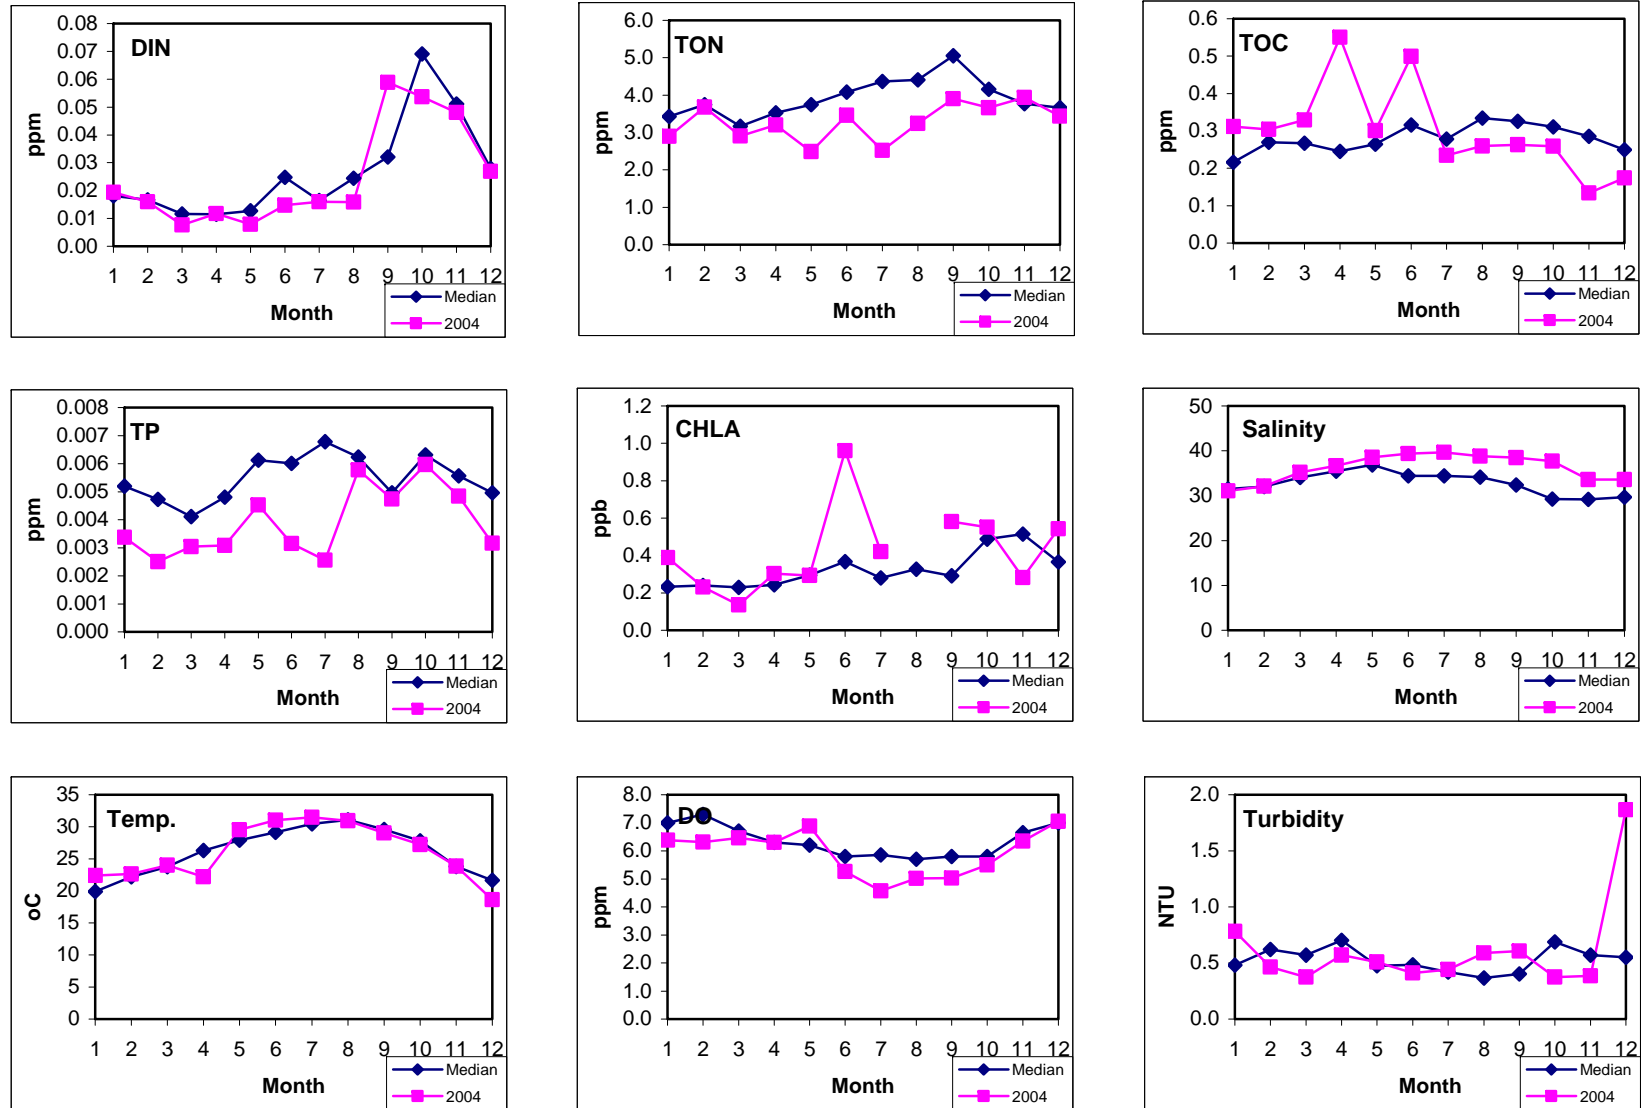 DIN
0.08
0.07
0.06
0.05
0.04
0.03
0.02
0.01
0.00
ppm
1 2 3 4 5 6 7 8 9 10 11 12
Month
Median
2004
TON
6.0
5.0
4.0
3.0
2.0
1.0
0.0
ppm
1 2 3 4 5 6 7 8 9 10 11 12
Month
Median
2004
TOC
0.6
0.5
0.4
0.3
0.2
0.1
0.0
ppm
1 2 3 4 5 6 7 8 9 10 11 12
Month
Median
2004
TP
0.008
0.007
0.006
0.005
0.004
0.003
0.002
0.001
0.000
ppm
1 2 3 4 5 6 7 8 9 10 11 12
Month
Median
2004
CHLA
1.2
1.0
0.8
0.6
0.4
0.2
0.0
ppb
1 2 3 4 5 6 7 8 9 10 11 12
Month
Median
2004
Salinity
50
40
30
20
10
0
1 2 3 4 5 6 7 8 9 10 11 12
Month
Median
2004
Temp.
35
30
25
20
15
10
5
0
oC
1 2 3 4 5 6 7 8 9 10 11 12
Month
Median
2004
DO
8.0
7.0
6.0
5.0
4.0
3.0
2.0
1.0
0.0
ppm
1 2 3 4 5 6 7 8 9 10 11 12
Month
Median
2004
Turbidity
2.0
1.5
1.0
0.5
0.0
NTU
1 2 3 4 5 6 7 8 9 10 11 12
Month
Median
2004